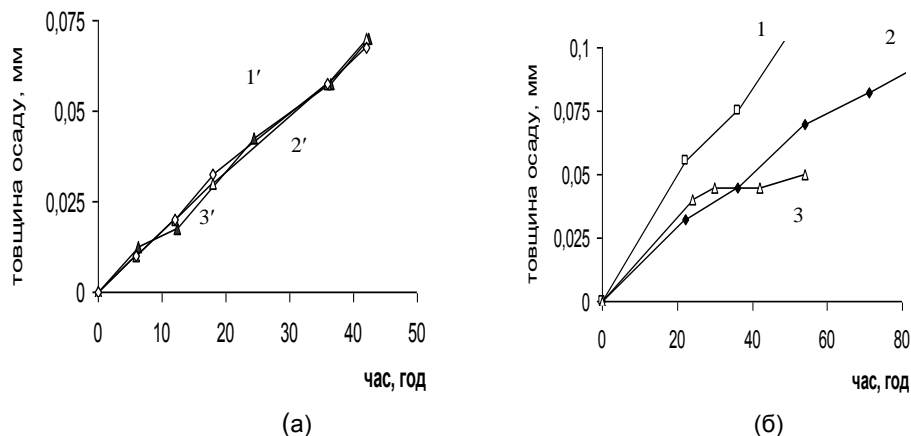 товщина осаду, мм
0,075
0,05
0,025
0
0 10 20 30 40 50
час, год
1′
2′
3′
(а)
товщина осаду, мм
0,1
0,075
0,05
0,025
0
0 20 40 60 80
час, год
1
2
3
(б)